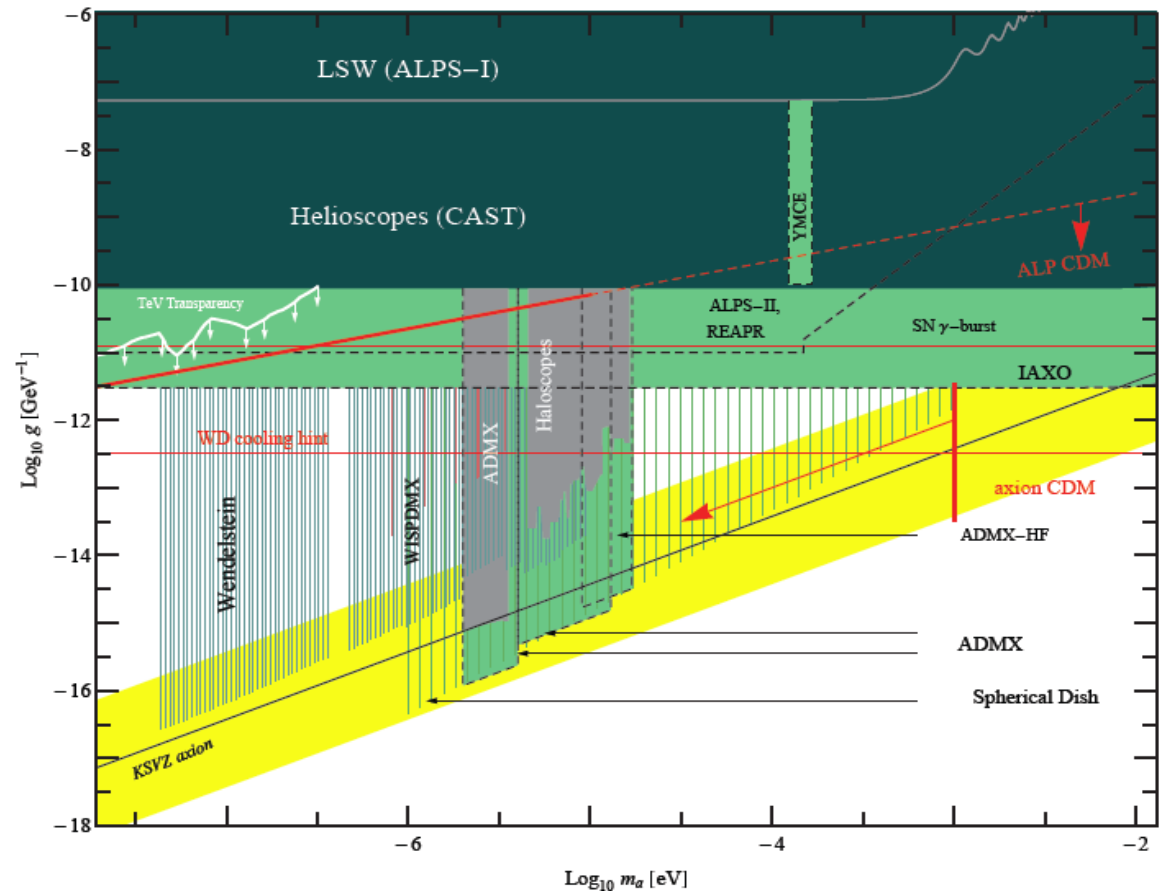 −6
−8
−10
−12
−14
−16
−18
Log₁₀ g [GeV⁻¹]
LSW (ALPS−I)
Helioscopes (CAST)
YMCE
ALP CDM
TeV Transparency
ALPS−II,
REAPR
SN γ−burst
IAXO
Haloscopes
ADMX
WD cooling hint
WISPDMX
Wendelstein
axion CDM
ADMX−HF
ADMX
Spherical Dish
KSVZ axion
−6
−4
−2
Log₁₀ mₐ [eV]